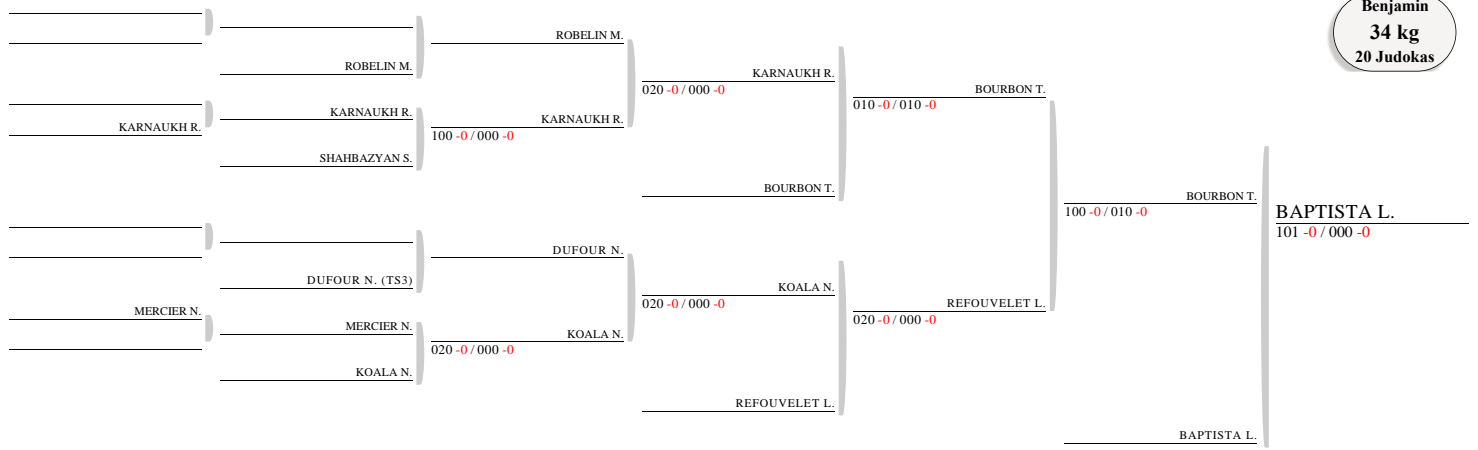 Benjamin
34 kg
20 Judokas
ROBELIN M.
ROBELIN M.
KARNAUKH R.
020 -0 / 000 -0
BOURBON T.
010 -0 / 010 -0
KARNAUKH R.
KARNAUKH R.
KARNAUKH R.
100 -0 / 000 -0
SHAHBAZYAN S.
BOURBON T.
BOURBON T.
100 -0 / 010 -0
BAPTISTA L.
101 -0 / 000 -0
DUFOUR N.
DUFOUR N. (TS3)
KOALA N.
020 -0 / 000 -0
REFOUVELET L.
020 -0 / 000 -0
MERCIER N.
MERCIER N.
KOALA N.
020 -0 / 000 -0
KOALA N.
REFOUVELET L.
BAPTISTA L.